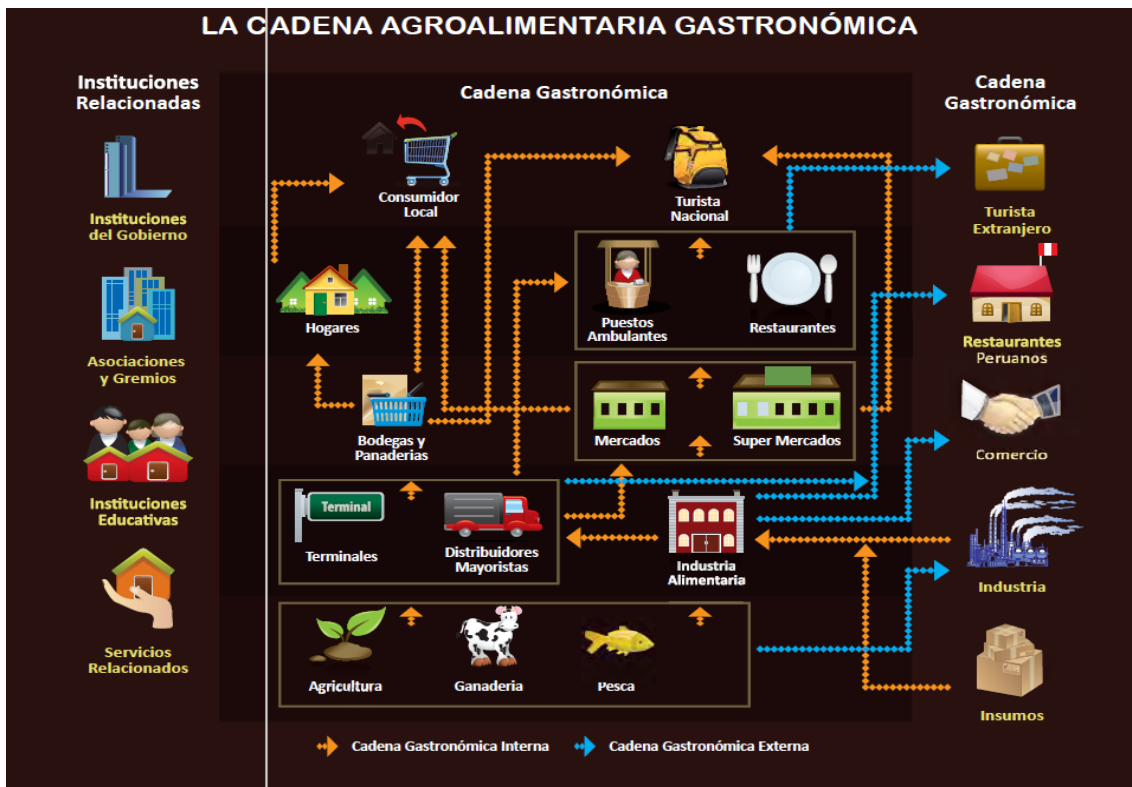 LA CADENA AGROALIMENTARIA GASTRONÓMICA
Instituciones
Relacionadas
Instituciones
del Gobierno
Asociaciones
y Gremios
Instituciones
Educativas
Servicios
Relacionados
Cadena Gastronómica
Consumidor
Local
Turista
Nacional
Hogares
Puestos
Ambulantes
Restaurantes
Bodegas y
Panaderias
Mercados
Super Mercados
Terminal
Terminales
Distribuidores
Mayoristas
Industria
Alimentaria
Agricultura
Ganaderia
Pesca
Cadena
Gastronómica
Turista
Extranjero
Restaurantes
Peruanos
Comercio
Industria
Insumos
Cadena Gastronómica Interna
Cadena Gastronómica Externa